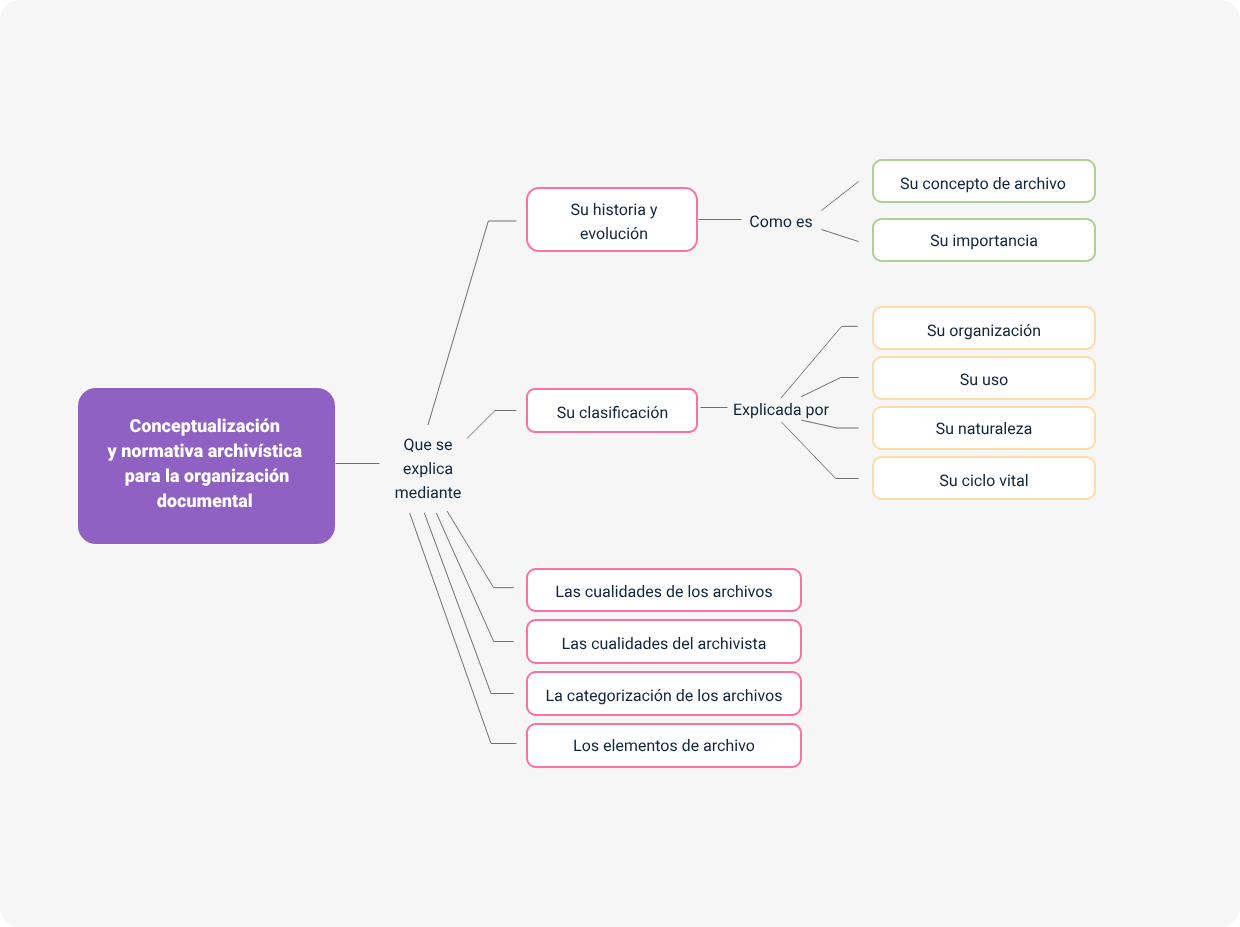 Conceptualización
y normativa archivística
para la organización
documental
Que se
explica
mediante
Su historia y
evolución
Como es
Su concepto de archivo
Su importancia
Su clasificación
Explicada por
Su organización
Su uso
Su naturaleza
Su ciclo vital
Las cualidades de los archivos
Las cualidades del archivista
La categorización de los archivos
Los elementos de archivo